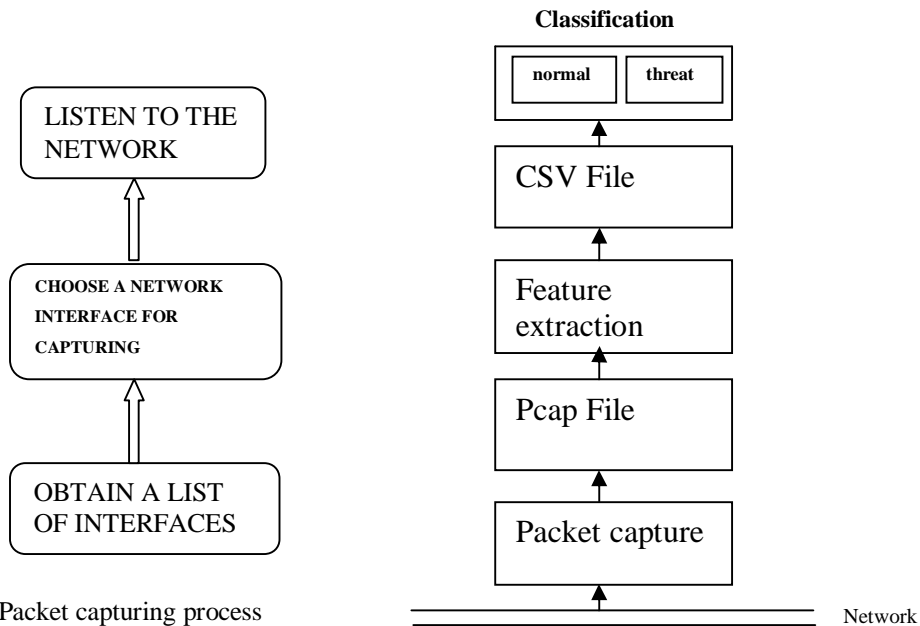 LISTEN TO THE
NETWORK
CHOOSE A NETWORK
INTERFACE FOR
CAPTURING
OBTAIN A LIST
OF INTERFACES
Packet capturing process
Classification
normal
threat
CSV File
Feature
extraction
Pcap File
Packet capture
Network